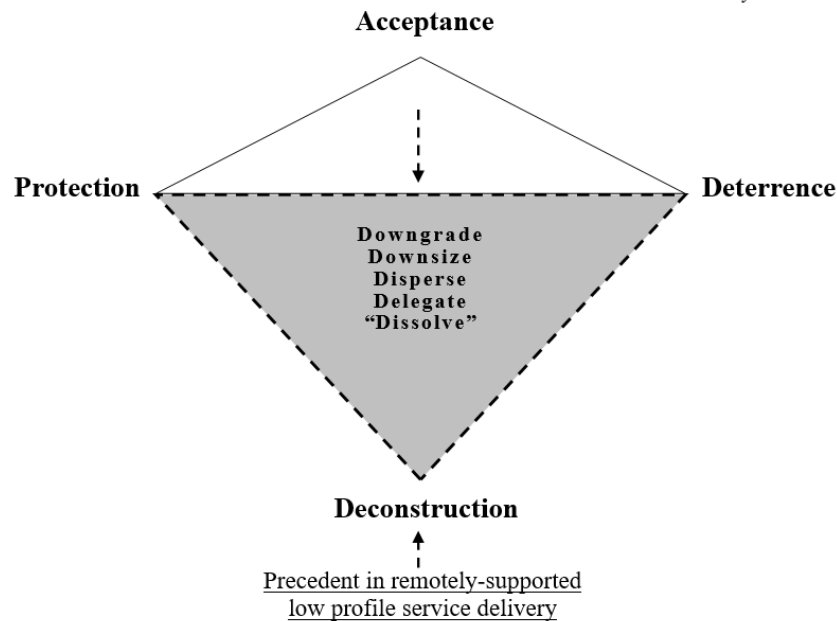 Acceptance
Protection
Deterrence
Downgrade
Downsize
Disperse
Delegate
“Dissolve”
Deconstruction
Precedent in remotely-supported
low profile service delivery